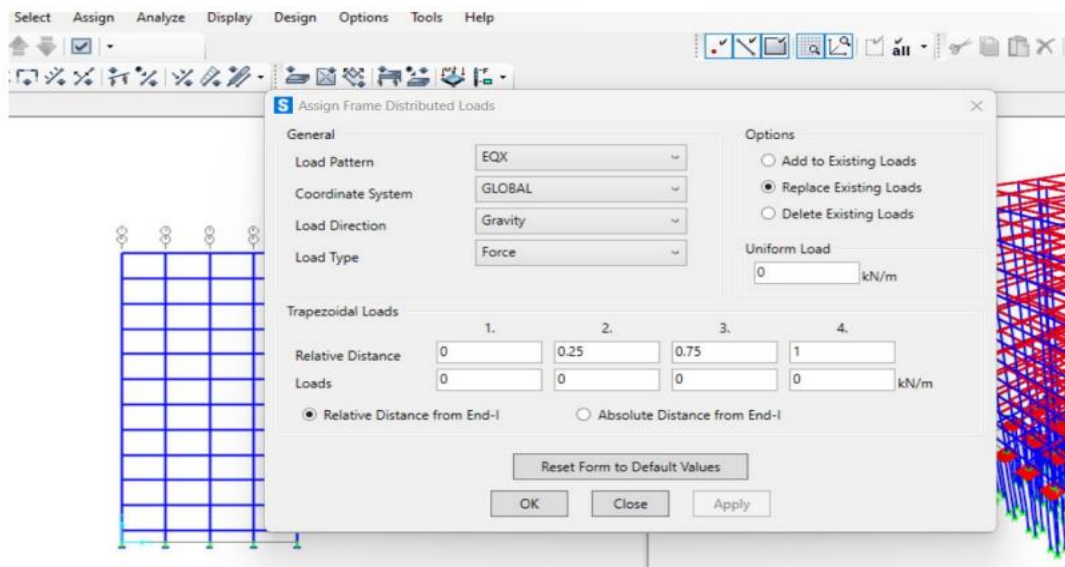 Select Assign Analyze Display Design Options Tools Help
all
S Assign Frame Distributed Loads
General
Load Pattern EQX
Coordinate System GLOBAL
Load Direction Gravity
Load Type Force
Options
Add to Existing Loads
Replace Existing Loads
Delete Existing Loads
Uniform Load
0 kN/m
Trapezoidal Loads
1. 2. 3. 4.
Relative Distance 0 0.25 0.75 1
Loads 0 0 0 0 kN/m
Relative Distance from End-I Absolute Distance from End-I
Reset Form to Default Values
OK Close Apply